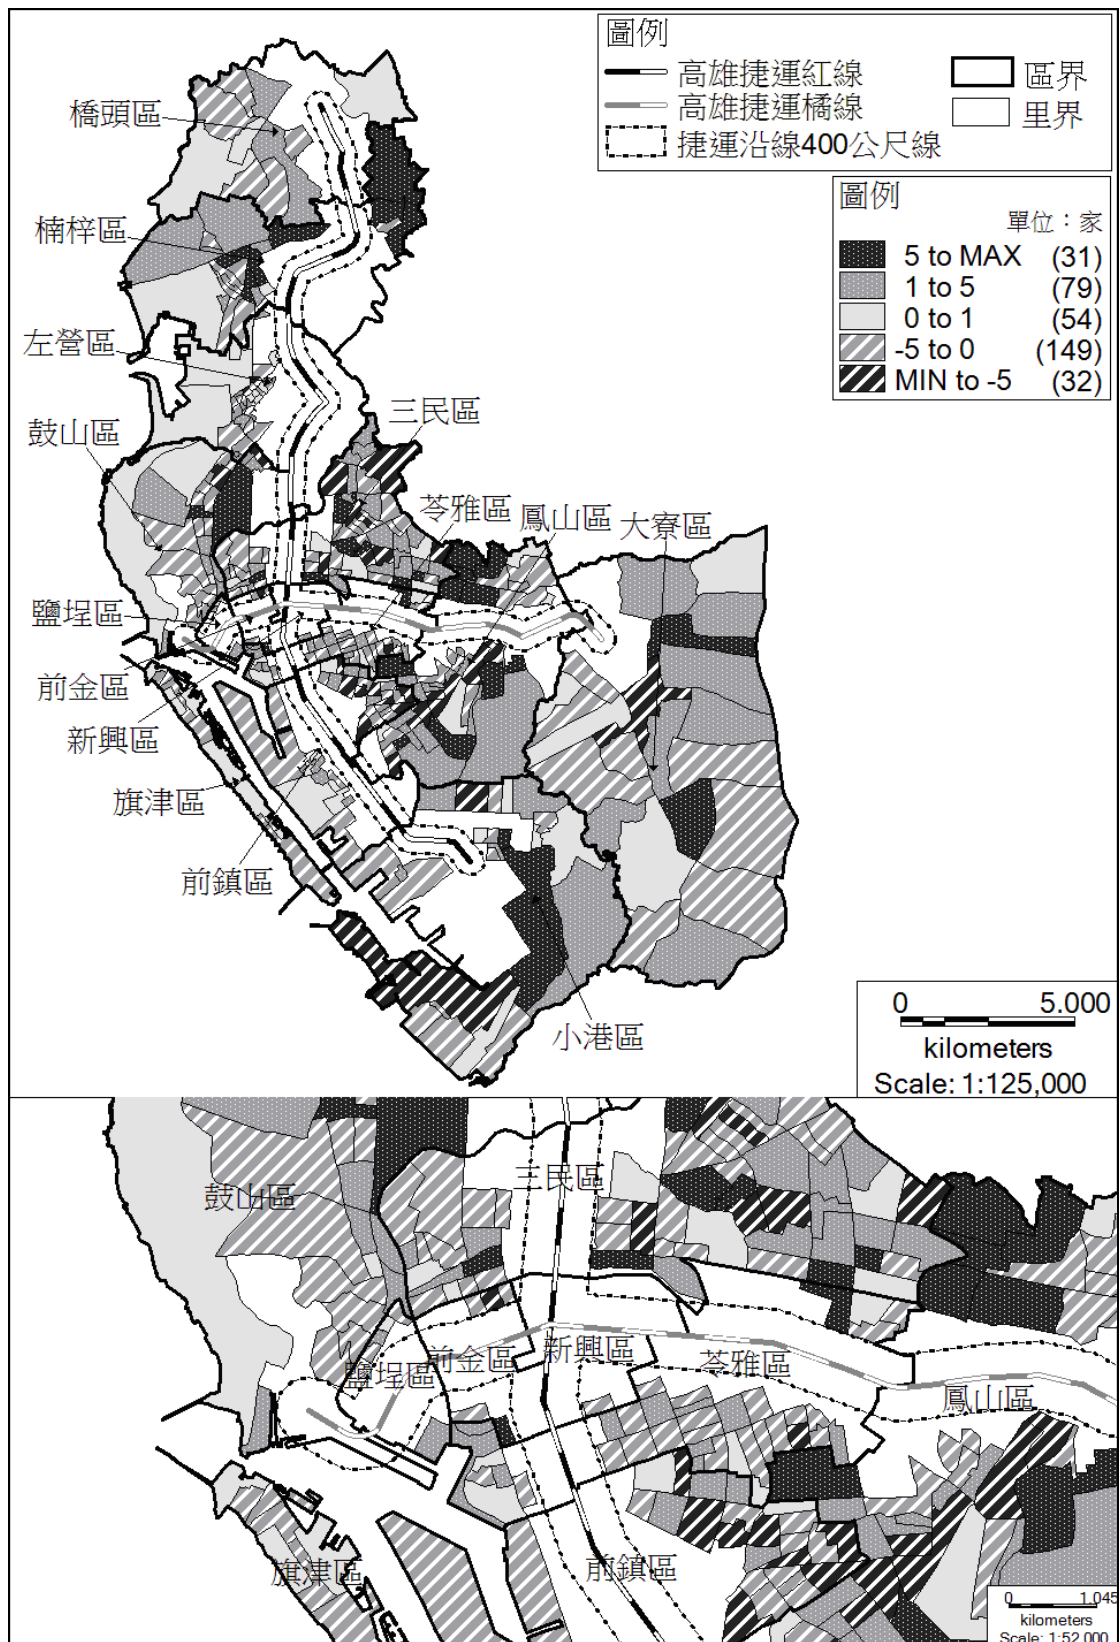 圖例
高雄捷運紅線
高雄捷運橘線
捷運沿線400公尺線
區界
里界
圖例
單位：家
5 to MAX (31)
1 to 5 (79)
0 to 1 (54)
-5 to 0 (149)
MIN to -5 (32)
橋頭區
楠梓區
左營區
鼓山區
三民區
苓雅區
鳳山區
大寮區
鹽埕區
前金區
新興區
旗津區
前鎮區
小港區
0 5.000
kilometers
Scale: 1:125,000
三民區
鼓山區
鹽埕區
前金區
新興區
苓雅區
鳳山區
旗津區
前鎮區
0 1.045
kilometers
Scale: 1:52,000